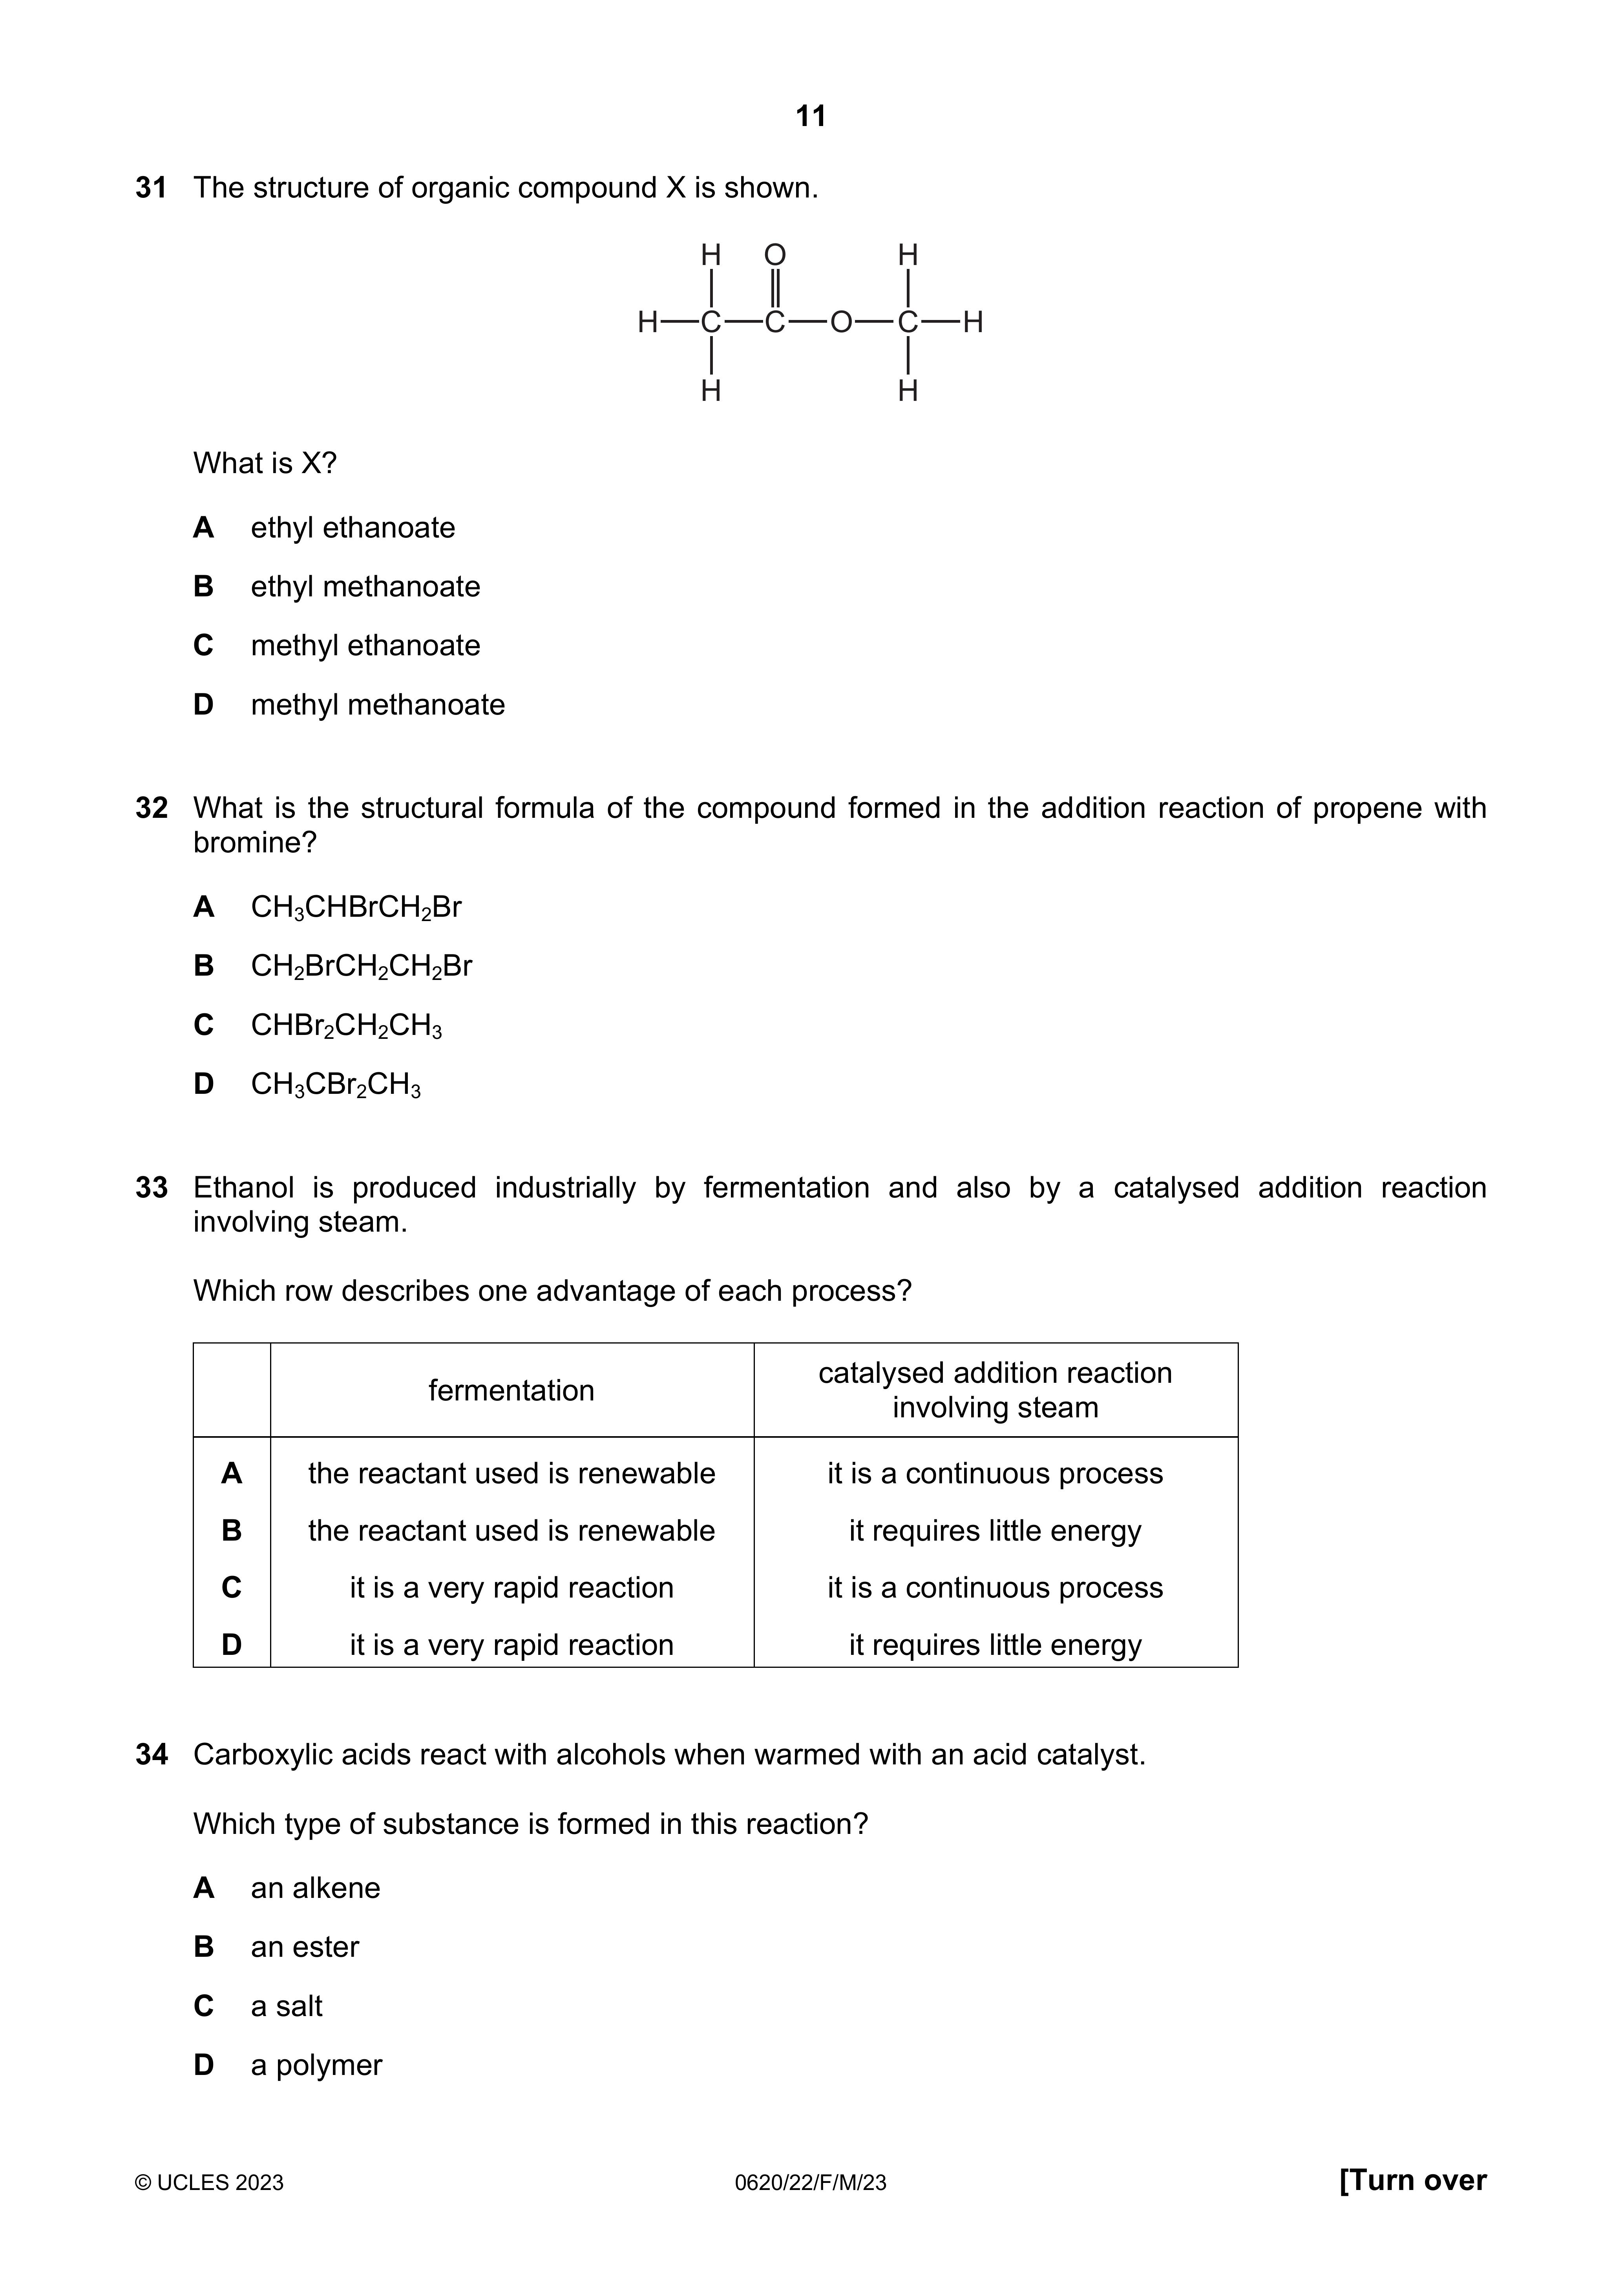 11
31 The structure of organic compound X is shown.
H O H
H C C O C H
H H
What is X?
A ethyl ethanoate
B ethyl methanoate
C methyl ethanoate
D methyl methanoate
32 What is the structural formula of the compound formed in the addition reaction of propene with
bromine?
A CH₃CHBrCH₂Br
B CH₂BrCH₂CH₂Br
C CHBr₂CH₂CH₃
D CH₃CBr₂CH₃
33 Ethanol is produced industrially by fermentation and also by a catalysed addition reaction
involving steam.
Which row describes one advantage of each process?
fermentation
catalysed addition reaction
involving steam
A the reactant used is renewable it is a continuous process
B the reactant used is renewable it requires little energy
C it is a very rapid reaction it is a continuous process
D it is a very rapid reaction it requires little energy
34 Carboxylic acids react with alcohols when warmed with an acid catalyst.
Which type of substance is formed in this reaction?
A an alkene
B an ester
C a salt
D a polymer
© UCLES 2023 0620/22/F/M/23 [Turn over